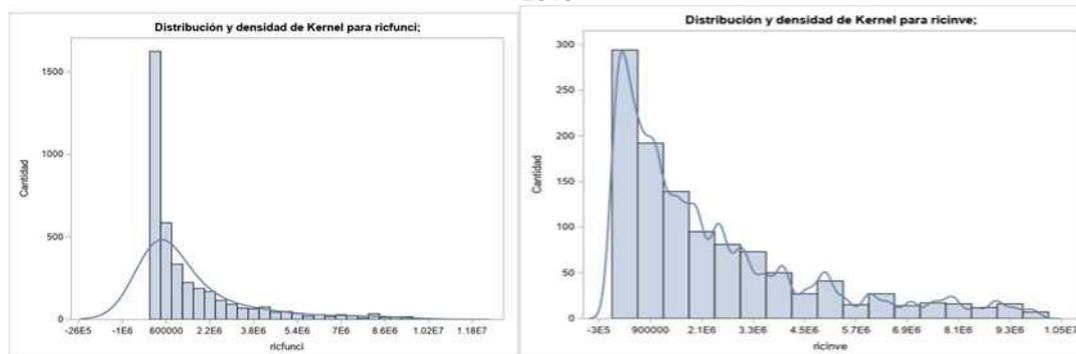 Distribución y densidad de Kernel para ricfunci;
1500
1000
500
0
Cantidad
-26E5 -1E6 600000 2.2E6 3.8E6 5.4E6 7E6 8.6E6 1.02E7 1.18E7
ricfunci
Distribución y densidad de Kernel para ricinve;
300
250
200
150
100
50
0
Cantidad
-3E5 900000 2.1E6 3.3E6 4.5E6 5.7E6 6.9E6 8.1E6 9.3E6 1.05E7
ricinve